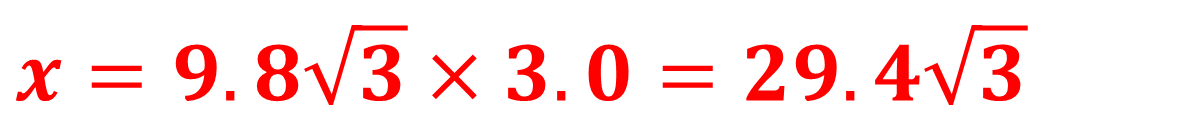 x = 9.8√3 × 3.0 = 29.4√3